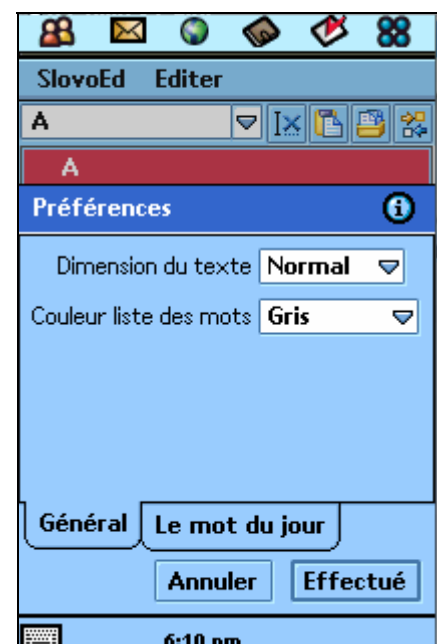 SlovoEd Editer
A
A
Préférences
Dimension du texte Normal
Couleur liste des mots Gris
Général Le mot du jour
Annuler Effectué
6:10 pm